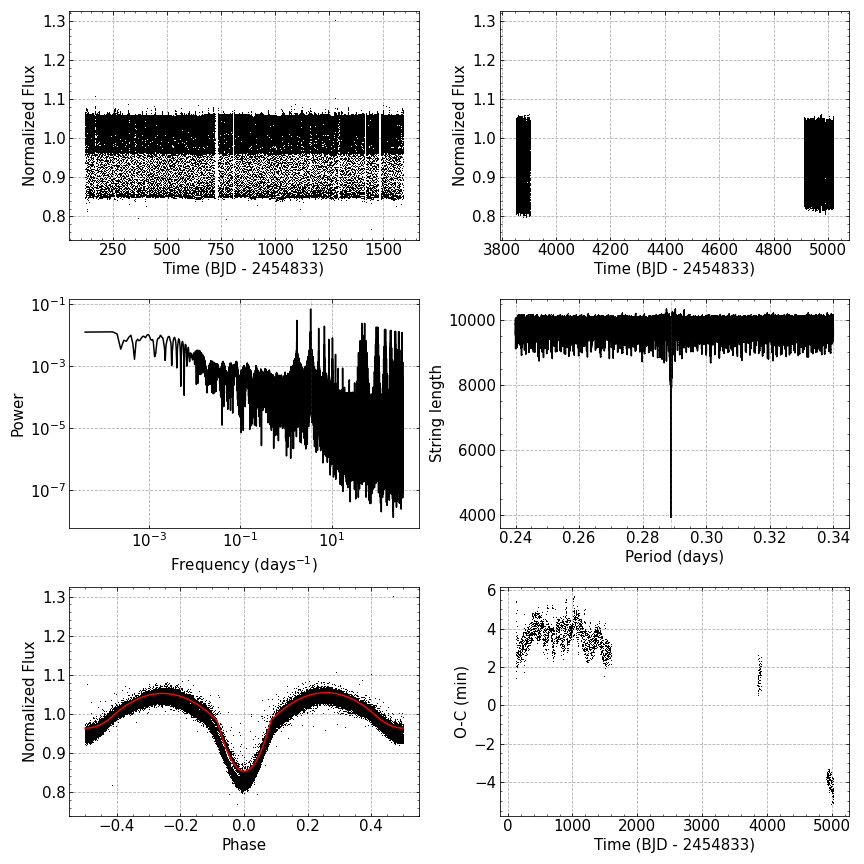 1.3
1.2
1.1
1.0
0.9
0.8
Normalized Flux
250 500 750 1000 1250 1500
Time (BJD - 2454833)
1.3
1.2
1.1
1.0
0.9
0.8
Normalized Flux
3800 4000 4200 4400 4600 4800 5000
Time (BJD - 2454833)
10⁻¹
10⁻³
10⁻⁵
10⁻⁷
Power
10⁻³ 10⁻¹ 10¹
Frequency (days⁻¹)
10000
8000
6000
4000
String length
0.24 0.26 0.28 0.30 0.32 0.34
Period (days)
1.3
1.2
1.1
1.0
0.9
0.8
Normalized Flux
−0.4 −0.2 0.0 0.2 0.4
Phase
6
4
2
0
−2
−4
O-C (min)
0 1000 2000 3000 4000 5000
Time (BJD - 2454833)